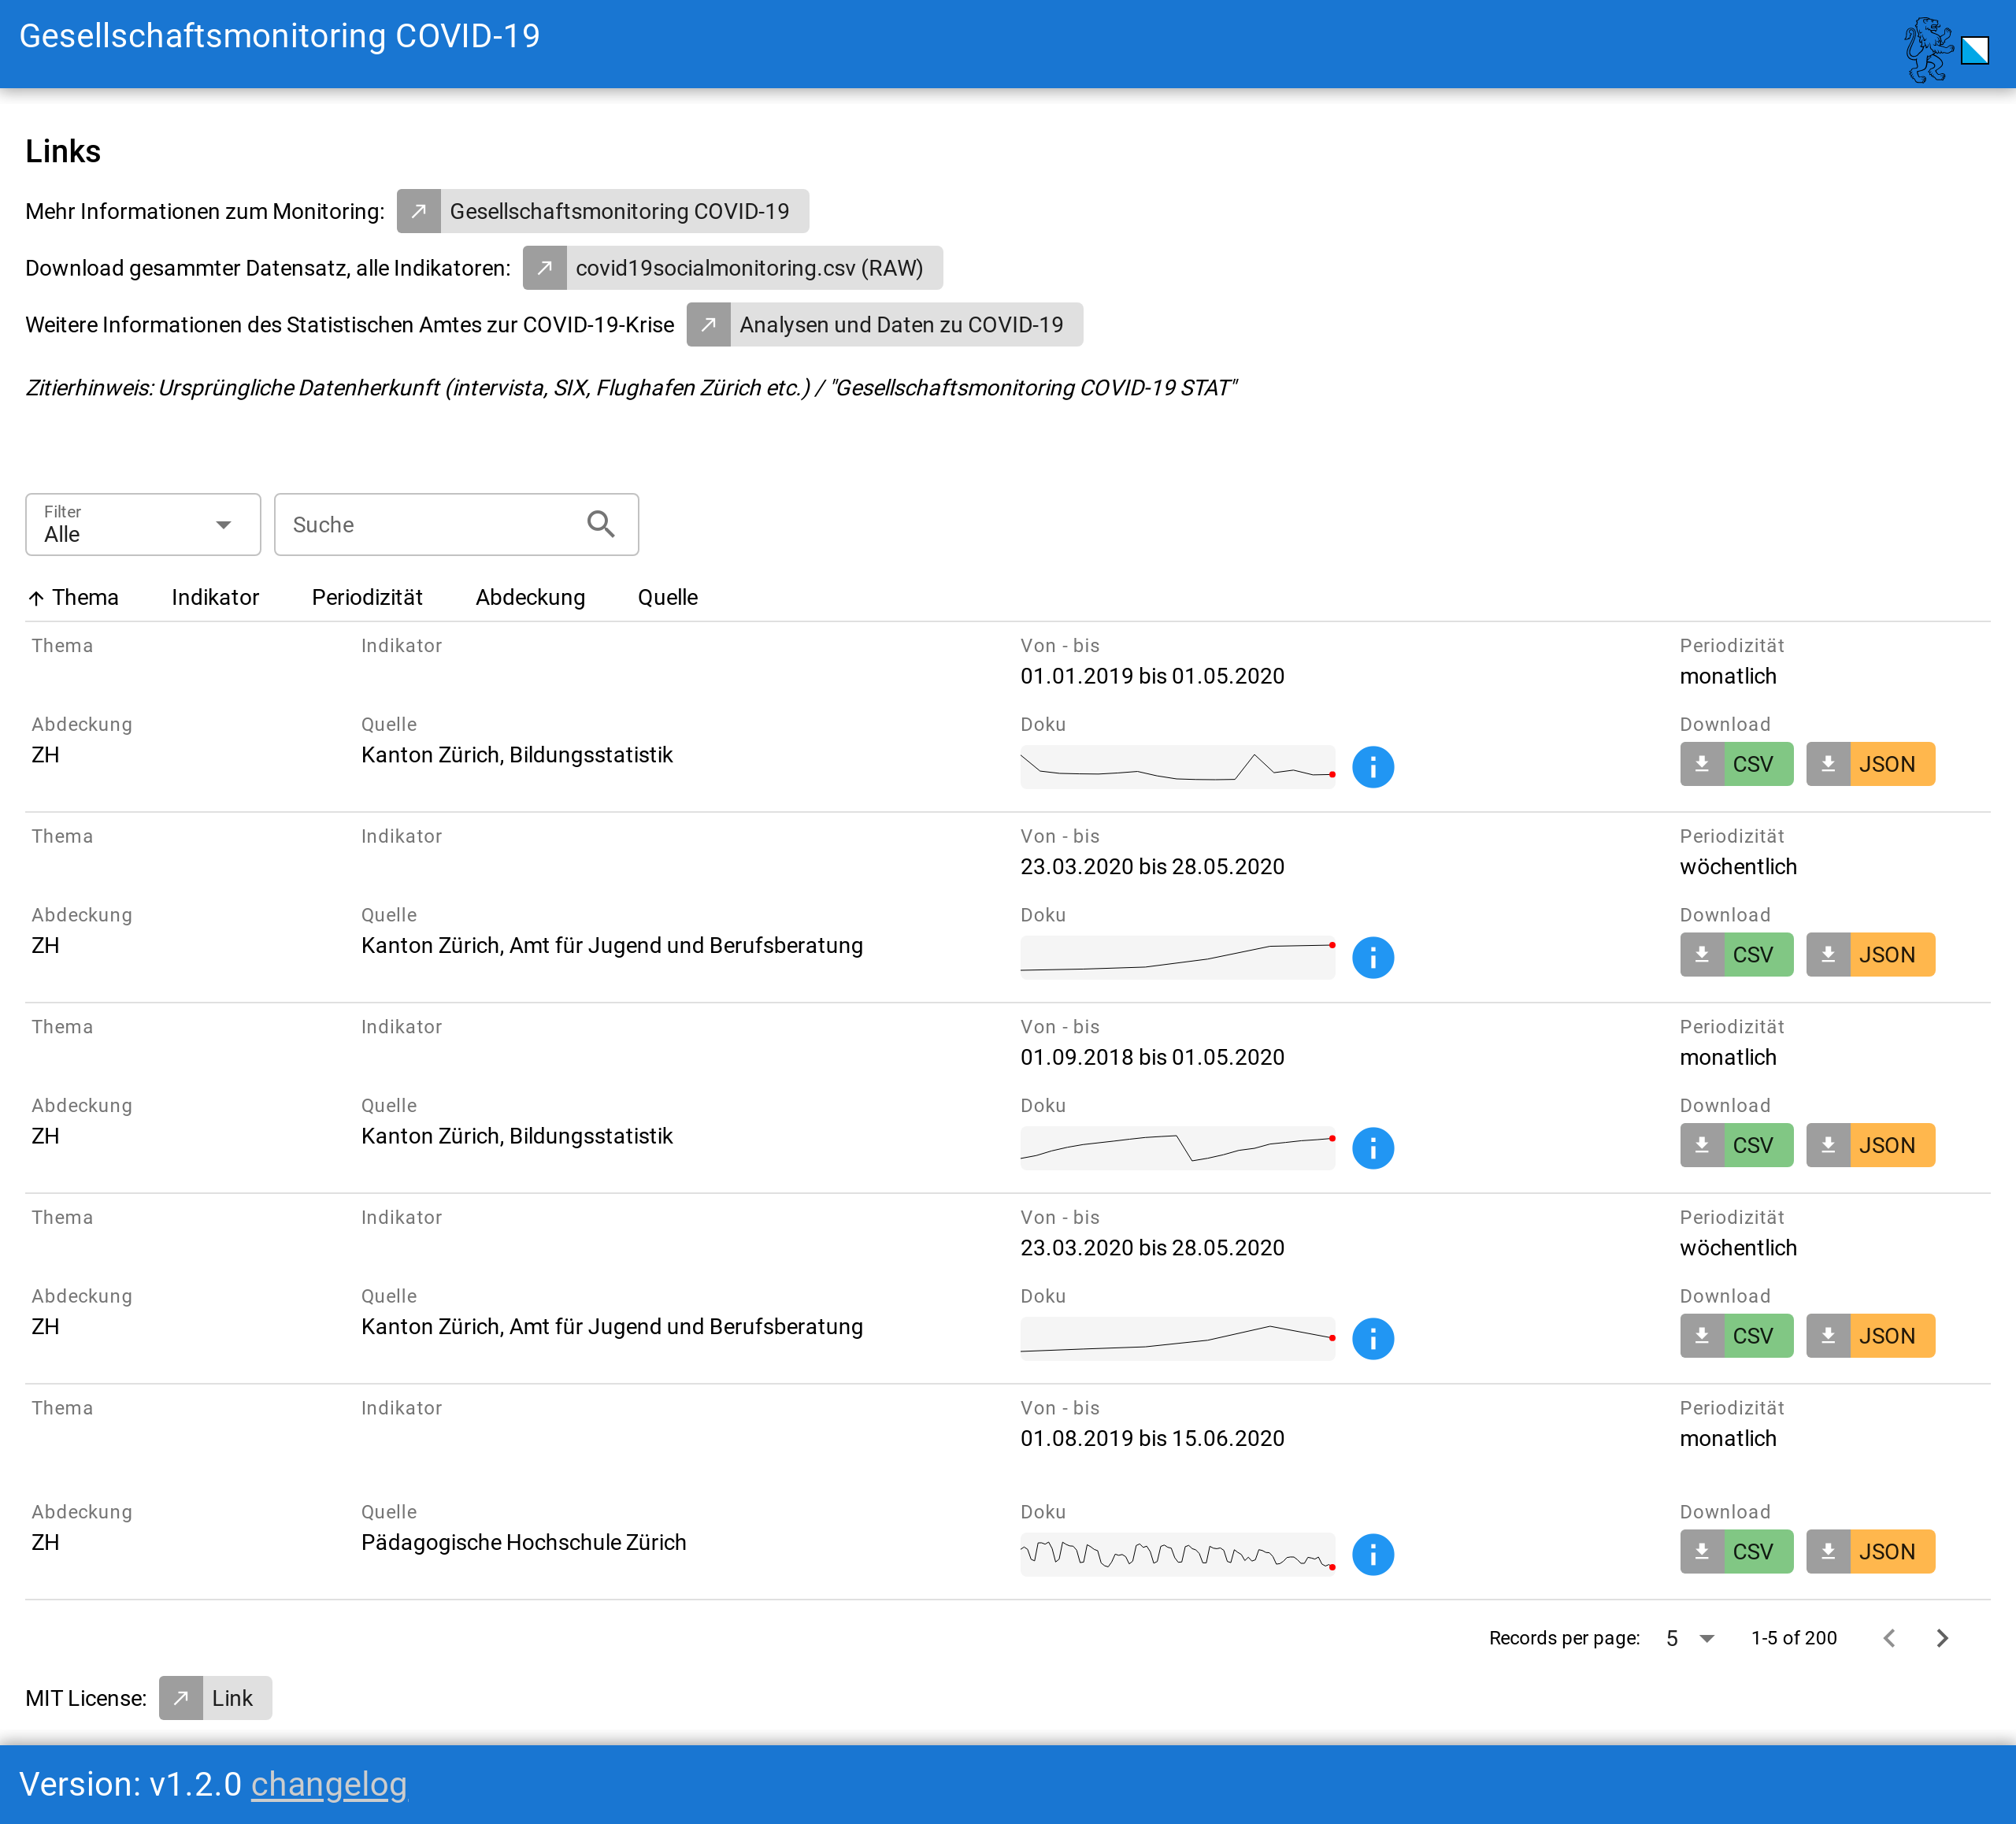 Gesellschaftsmonitoring COVID-19
Links
Mehr Informationen zum Monitoring: Gesellschaftsmonitoring COVID-19
Download gesammter Datensatz, alle Indikatoren: covid19socialmonitoring.csv (RAW)
Weitere Informationen des Statistischen Amtes zur COVID-19-Krise Analysen und Daten zu COVID-19
Zitierhinweis: Ursprüngliche Datenherkunft (intervista, SIX, Flughafen Zürich etc.) / "Gesellschaftsmonitoring COVID-19 STAT"
Filter
Alle
Suche
Thema Indikator Periodizität Abdeckung Quelle
Thema Indikator Von - bis Periodizität
01.01.2019 bis 01.05.2020 monatlich
Abdeckung Quelle Doku Download
ZH Kanton Zürich, Bildungsstatistik CSV JSON
Thema Indikator Von - bis Periodizität
23.03.2020 bis 28.05.2020 wöchentlich
Abdeckung Quelle Doku Download
ZH Kanton Zürich, Amt für Jugend und Berufsberatung CSV JSON
Thema Indikator Von - bis Periodizität
01.09.2018 bis 01.05.2020 monatlich
Abdeckung Quelle Doku Download
ZH Kanton Zürich, Bildungsstatistik CSV JSON
Thema Indikator Von - bis Periodizität
23.03.2020 bis 28.05.2020 wöchentlich
Abdeckung Quelle Doku Download
ZH Kanton Zürich, Amt für Jugend und Berufsberatung CSV JSON
Thema Indikator Von - bis Periodizität
01.08.2019 bis 15.06.2020 monatlich
Abdeckung Quelle Doku Download
ZH Pädagogische Hochschule Zürich CSV JSON
Records per page: 5 1-5 of 200
MIT License: Link
Version: v1.2.0 changelog